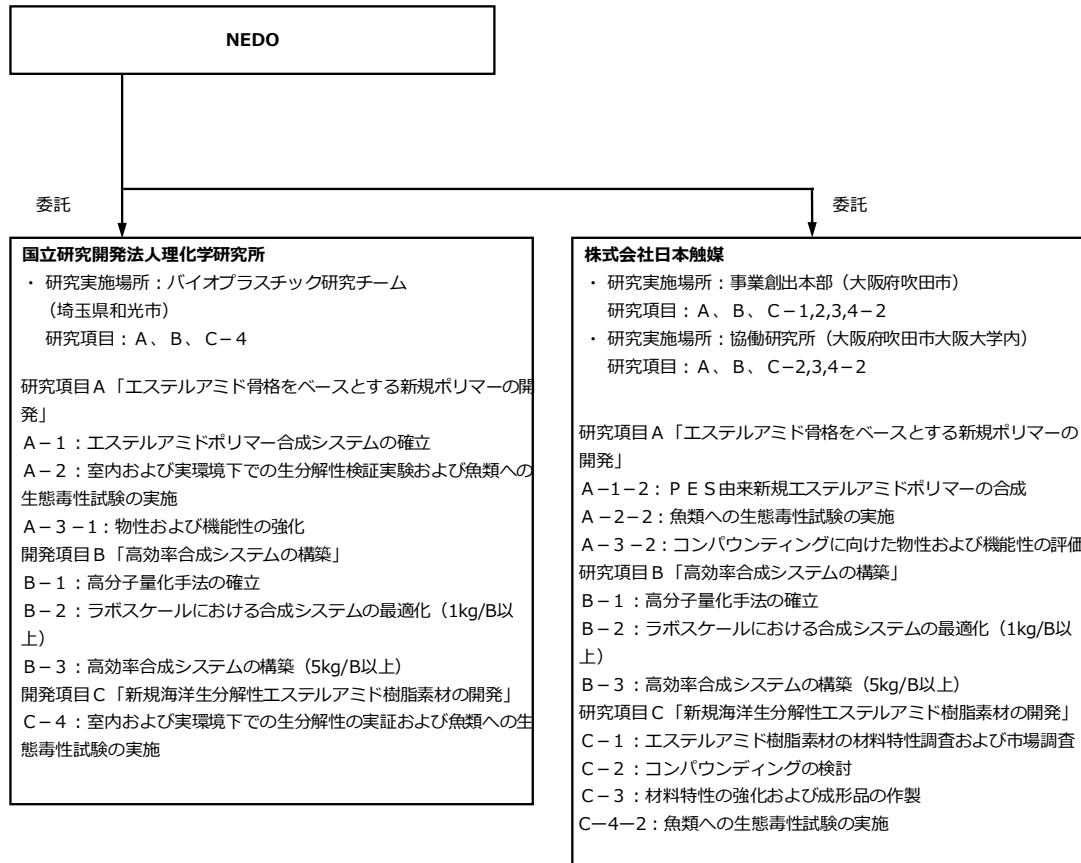 NEDO
委託
委託
国立研究開発法人理化学研究所
・ 研究実施場所：バイオプラスチック研究チーム
（埼玉県和光市）
研究項目：Ａ、Ｂ、Ｃ−４
研究項目Ａ「エステルアミド骨格をベースとする新規ポリマーの開
発」
Ａ−１：エステルアミドポリマー合成システムの確立
Ａ−２：室内および実環境下での生分解性検証実験および魚類への
生態毒性試験の実施
Ａ−３−１：物性および機能性の強化
開発項目Ｂ「高効率合成システムの構築」
Ｂ−１：高分子量化手法の確立
Ｂ−２：ラボスケールにおける合成システムの最適化（1kg/B以
上）
Ｂ−３：高効率合成システムの構築（5kg/B以上）
開発項目Ｃ「新規海洋生分解性エステルアミド樹脂素材の開発」
Ｃ−４：室内および実環境下での生分解性の実証および魚類への生
態毒性試験の実施
株式会社日本触媒
・ 研究実施場所：事業創出本部（大阪府吹田市）
研究項目：Ａ、Ｂ、Ｃ−1,2,3,4−２
・ 研究実施場所：協働研究所（大阪府吹田市大阪大学内）
研究項目：Ａ、Ｂ、Ｃ−2,3,4−２
研究項目Ａ「エステルアミド骨格をベースとする新規ポリマーの
開発」
Ａ−１−２：ＰＥＳ由来新規エステルアミドポリマーの合成
Ａ−２−２：魚類への生態毒性試験の実施
Ａ−３−２：コンパウンティングに向けた物性および機能性の評価
研究項目Ｂ「高効率合成システムの構築」
Ｂ−１：高分子量化手法の確立
Ｂ−２：ラボスケールにおける合成システムの最適化（1kg/B以
上）
Ｂ−３：高効率合成システムの構築（5kg/B以上）
研究項目Ｃ「新規海洋生分解性エステルアミド樹脂素材の開発」
Ｃ−１：エステルアミド樹脂素材の材料特性調査および市場調査
Ｃ−２：コンパウンディングの検討
Ｃ−３：材料特性の強化および成形品の作製
C—4—2：魚類への生態毒性試験の実施